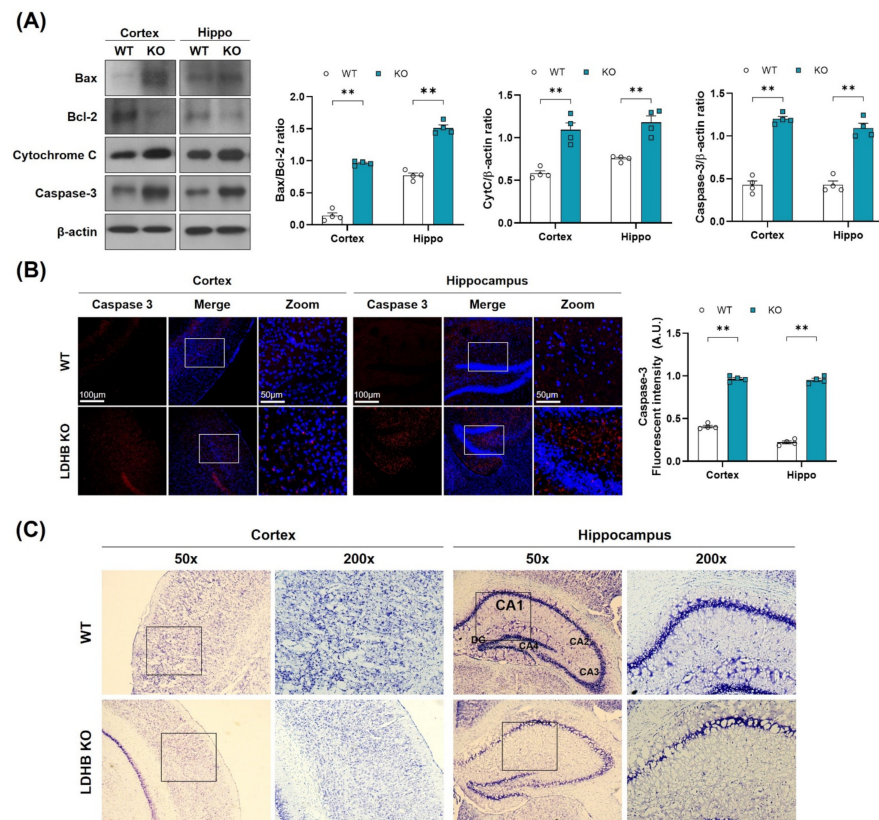 (A)
Cortex Hippo
WT KO WT KO
Bax
Bcl-2
Cytochrome C
Caspase-3
β-actin
WT KO
Bax/Bcl-2 ratio
2.0
1.5
1.0
0.5
0.0
** **
Cortex Hippo
WT KO
CytC/β-actin ratio
1.5
1.0
0.5
0.0
** **
Cortex Hippo
WT KO
Caspase-3/β-actin ratio
1.5
1.0
0.5
0.0
** **
Cortex Hippo
(B)
Cortex Hippocampus
Caspase 3 Merge Zoom Caspase 3 Merge Zoom
WT
100μm 50μm 100μm 50μm
LDHB KO
WT KO
Caspase-3
Fluorescent intensity (A.U.)
1.5
1.0
0.5
0.0
** **
Cortex Hippo
(C)
Cortex Hippocampus
50x 200x 50x 200x
WT
CA1
DG CA4 CA2
CA3
LDHB KO